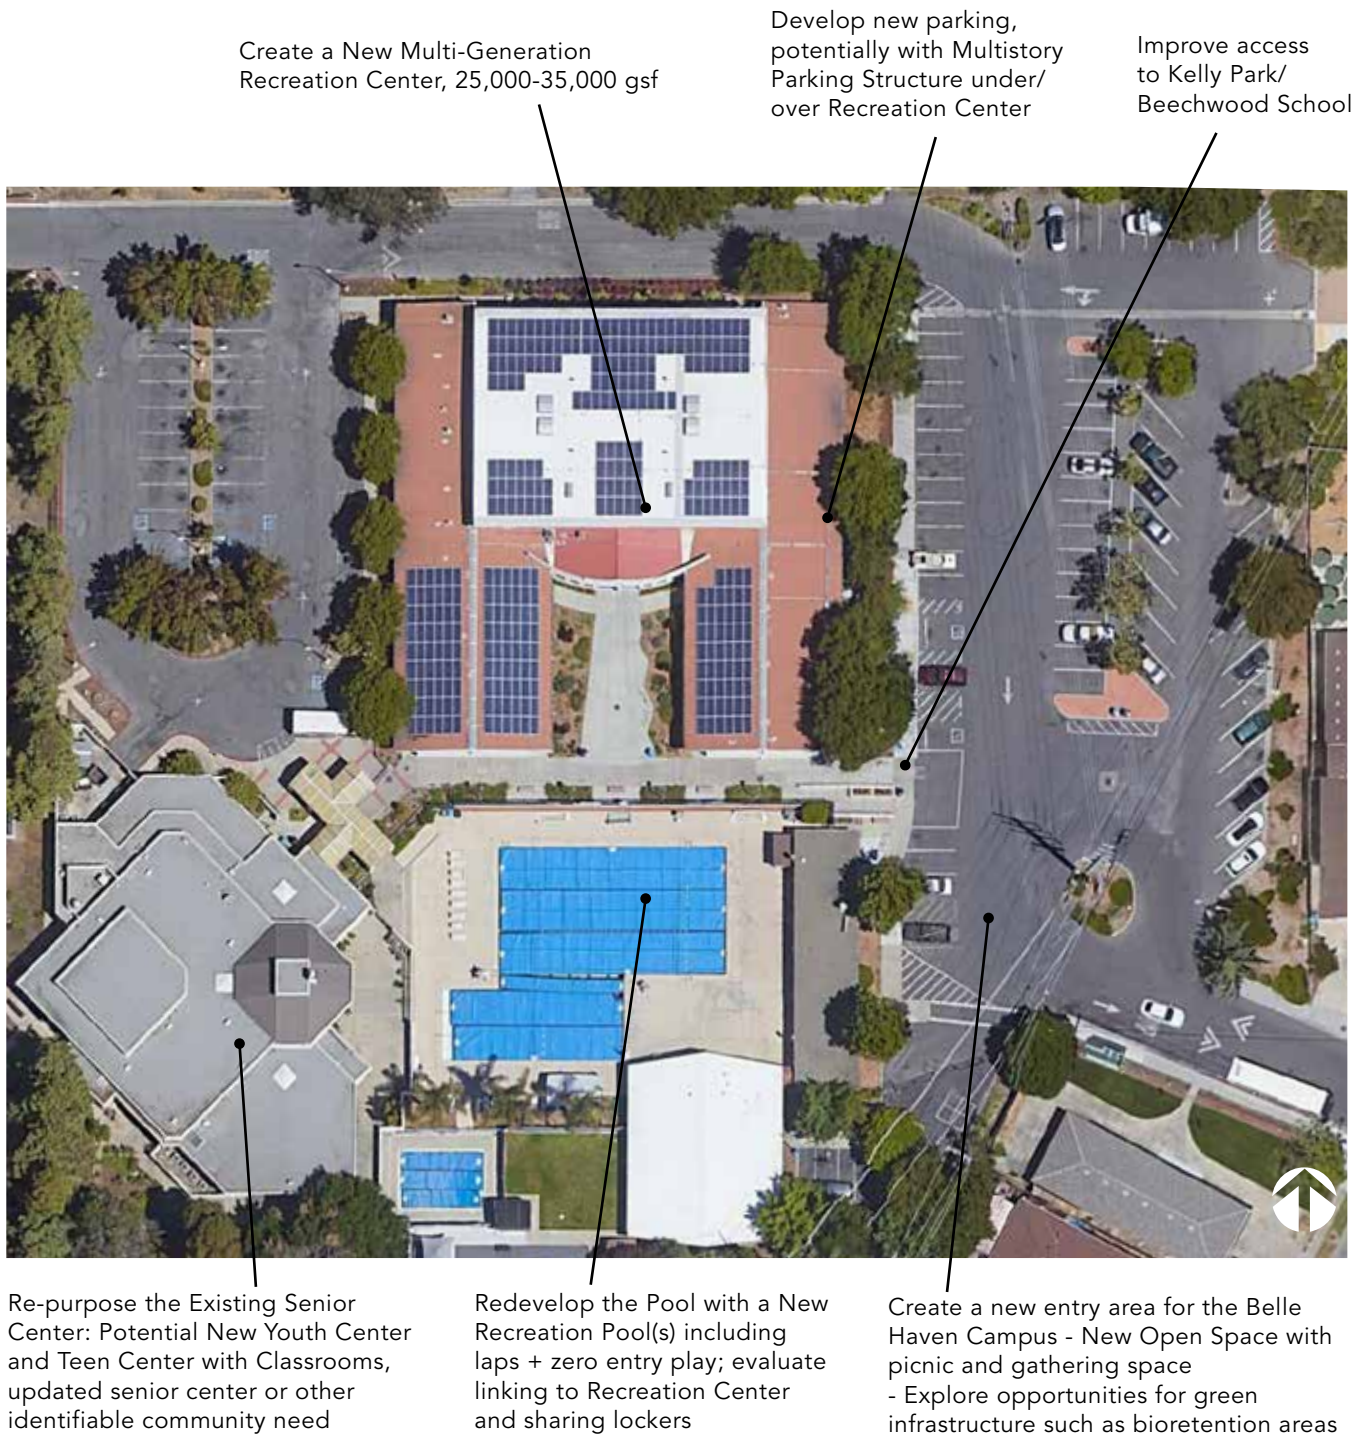 Create a New Multi-Generation
Recreation Center, 25,000-35,000 gsf
Develop new parking,
potentially with Multistory
Parking Structure under/
over Recreation Center
Improve access
to Kelly Park/
Beechwood School
Re-purpose the Existing Senior
Center: Potential New Youth Center
and Teen Center with Classrooms,
updated senior center or other
identifiable community need
Redevelop the Pool with a New
Recreation Pool(s) including
laps + zero entry play; evaluate
linking to Recreation Center
and sharing lockers
Create a new entry area for the Belle
Haven Campus - New Open Space with
picnic and gathering space
- Explore opportunities for green
infrastructure such as bioretention areas